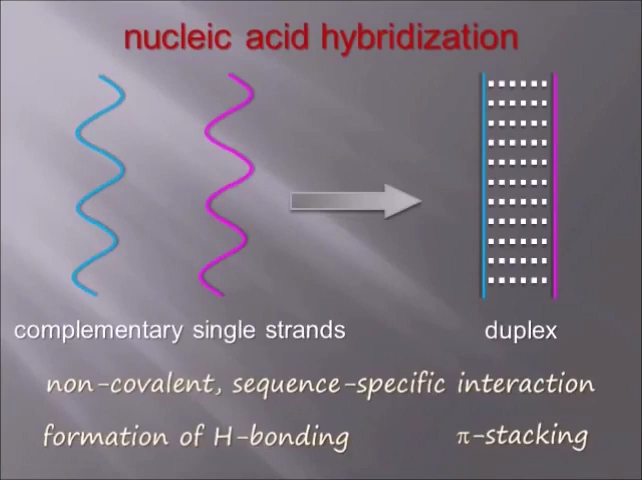 nucleic acid hybridization
complementary single strands
duplex
non-covalent, sequence-specific interaction
formation of H-bonding
π-stacking